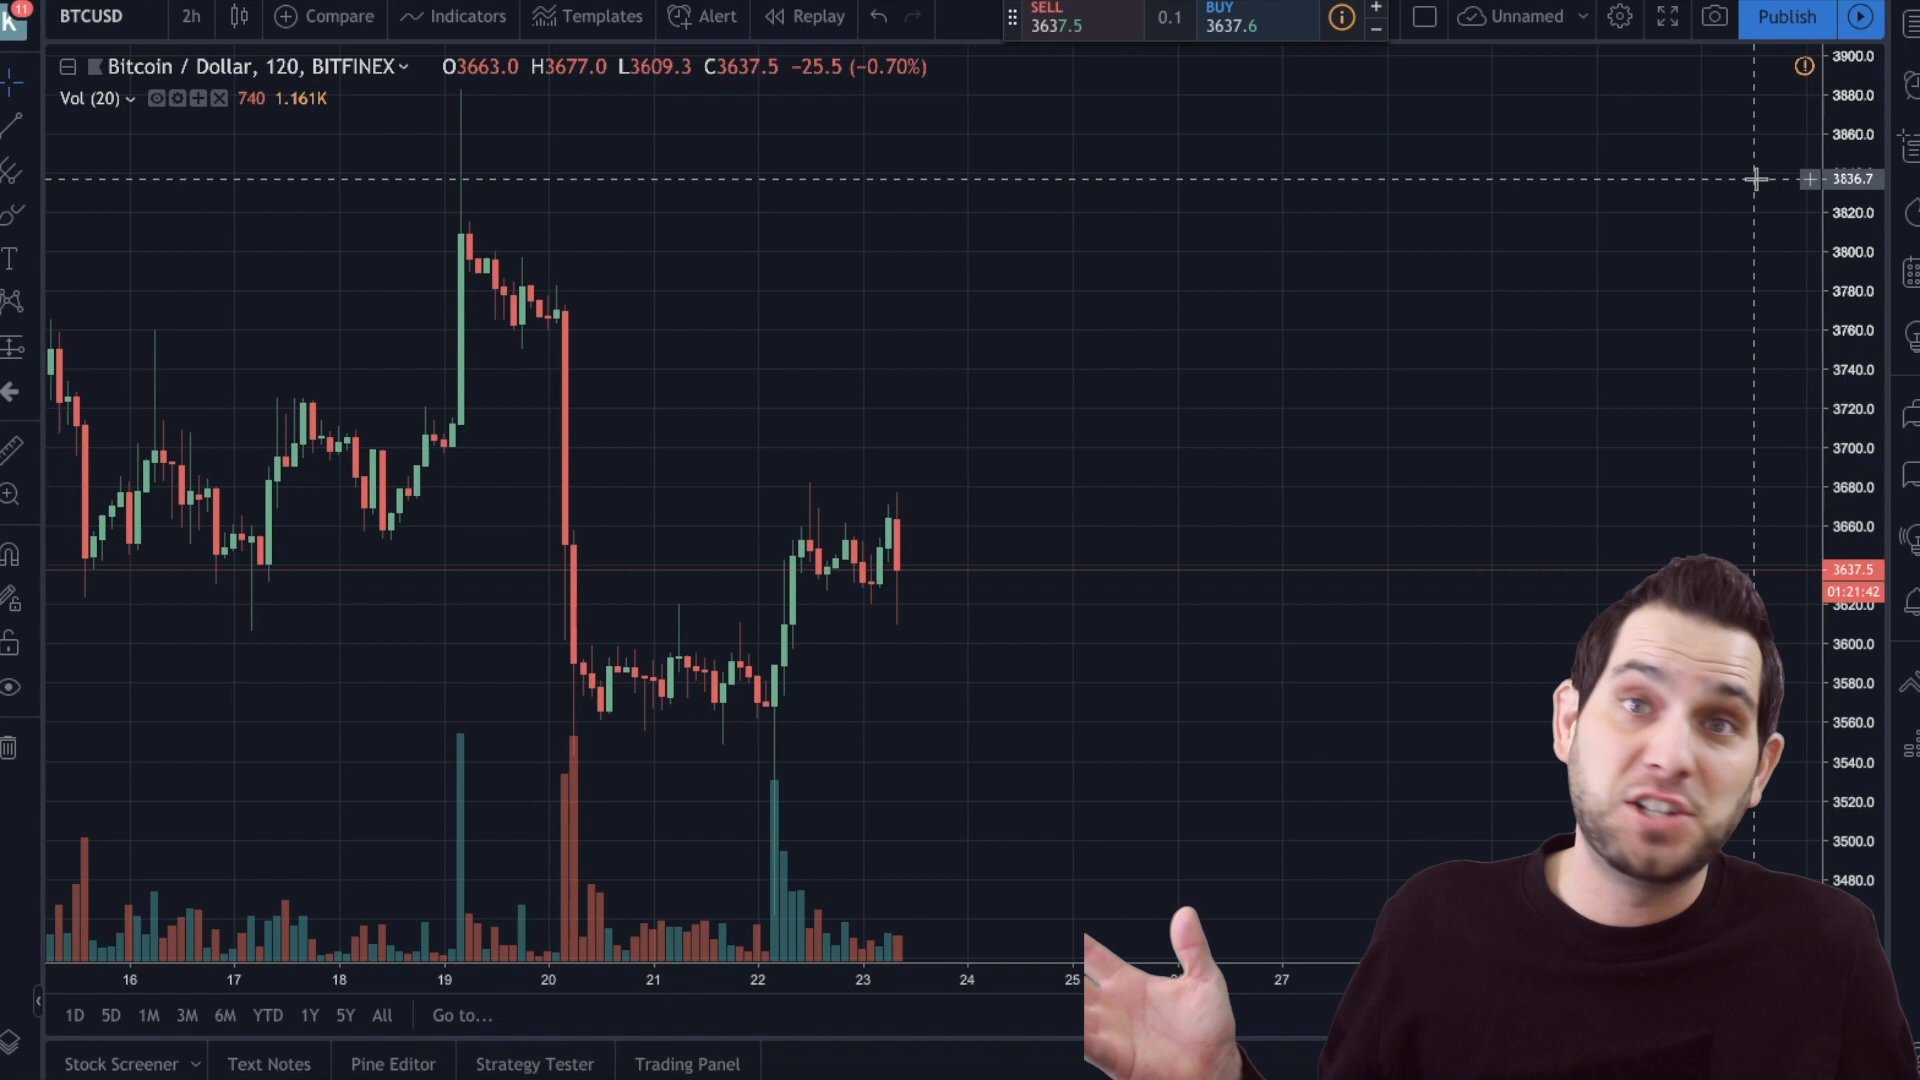 K
11
BTCUSD
2h
Compare
Indicators
Templates
Alert
Replay
SELL
3637.5
0.1
BUY
3637.6
Unnamed
Publish
Bitcoin / Dollar, 120, BITFINEX
O3663.0 H3677.0 L3609.3 C3637.5 −25.5 (−0.70%)
Vol (20)
740 1.161K
3900.0
3880.0
3860.0
3836.7
3820.0
3800.0
3780.0
3760.0
3740.0
3720.0
3700.0
3680.0
3660.0
3637.5
01:21:42
3620.0
3600.0
3580.0
3560.0
3540.0
3520.0
3500.0
3480.0
16 17 18 19 20 21 22 23 24 25 27
1D 5D 1M 3M 6M YTD 1Y 5Y All
Go to...
Stock Screener
Text Notes
Pine Editor
Strategy Tester
Trading Panel